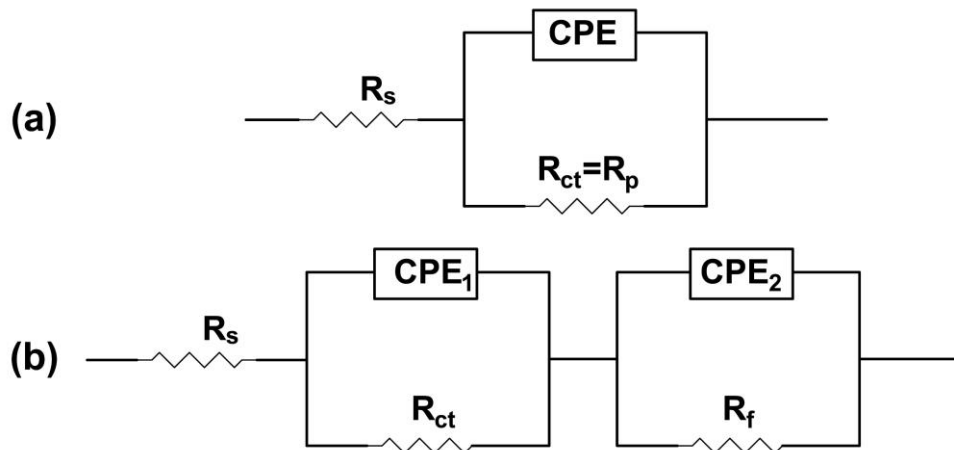 (a)
CPE
Rs
Rct=Rp
(b)
CPE1
CPE2
Rs
Rct
Rf